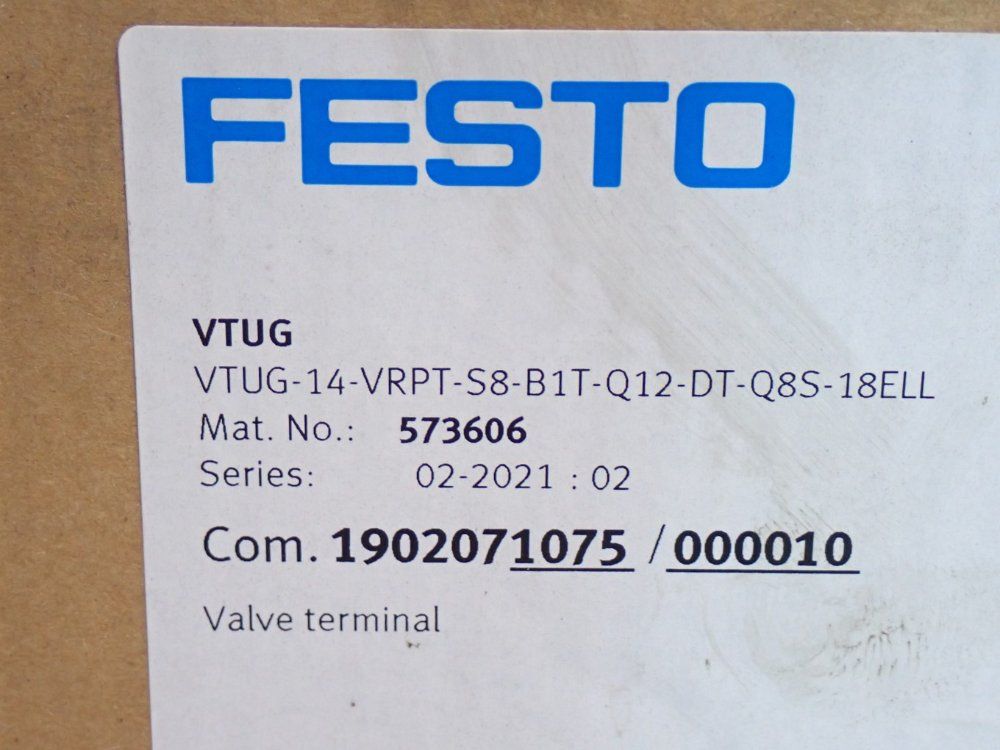 FESTO
VTUG
VTUG-14-VRPT-S8-B1T-Q12-DT-Q8S-18ELL
Mat. No.: 573606
Series: 02-2021 : 02
Com. 1902071075 / 000010
Valve terminal